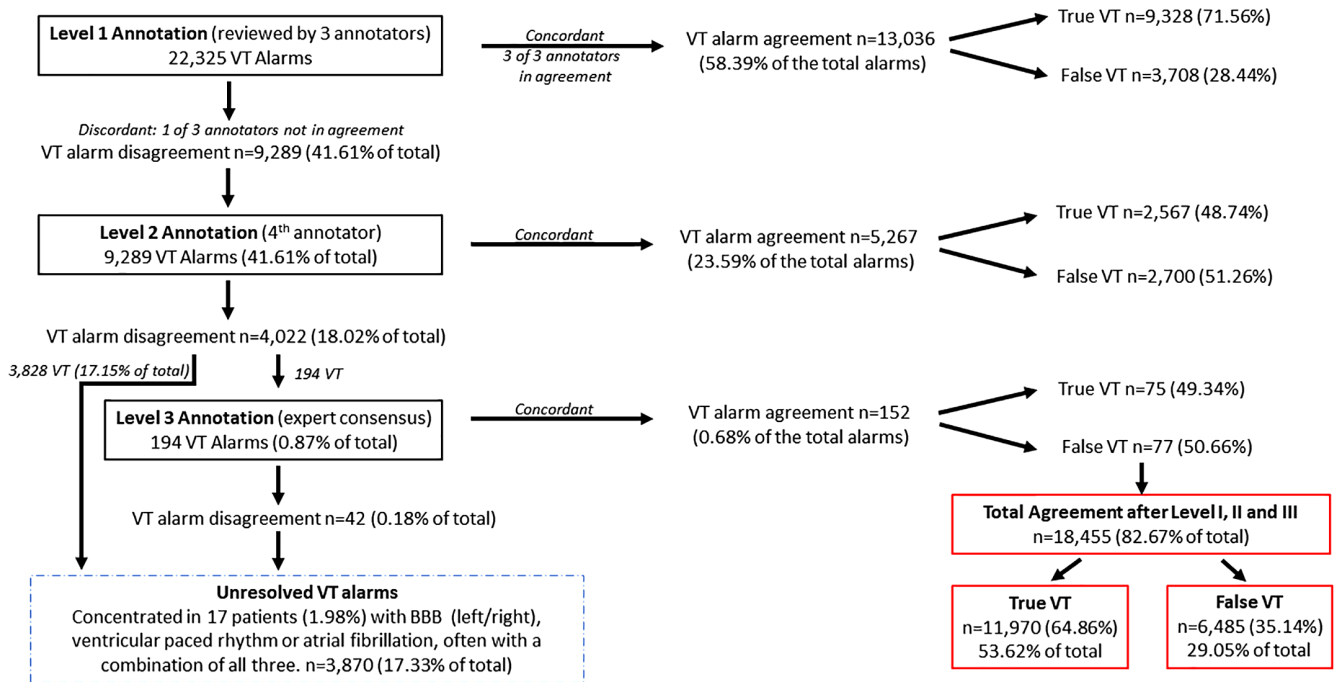 Level 1 Annotation (reviewed by 3 annotators)
22,325 VT Alarms
Concordant
3 of 3 annotators
in agreement
VT alarm agreement n=13,036
(58.39% of the total alarms)
True VT n=9,328 (71.56%)
False VT n=3,708 (28.44%)
Discordant: 1 of 3 annotators not in agreement
VT alarm disagreement n=9,289 (41.61% of total)
Level 2 Annotation (4th annotator)
9,289 VT Alarms (41.61% of total)
Concordant
VT alarm agreement n=5,267
(23.59% of the total alarms)
True VT n=2,567 (48.74%)
False VT n=2,700 (51.26%)
VT alarm disagreement n=4,022 (18.02% of total)
3,828 VT (17.15% of total)
194 VT
Level 3 Annotation (expert consensus)
194 VT Alarms (0.87% of total)
Concordant
VT alarm agreement n=152
(0.68% of the total alarms)
True VT n=75 (49.34%)
False VT n=77 (50.66%)
VT alarm disagreement n=42 (0.18% of total)
Total Agreement after Level I, II and III
n=18,455 (82.67% of total)
True VT
n=11,970 (64.86%)
53.62% of total
False VT
n=6,485 (35.14%)
29.05% of total
Unresolved VT alarms
Concentrated in 17 patients (1.98%) with BBB (left/right),
ventricular paced rhythm or atrial fibrillation, often with a
combination of all three. n=3,870 (17.33% of total)